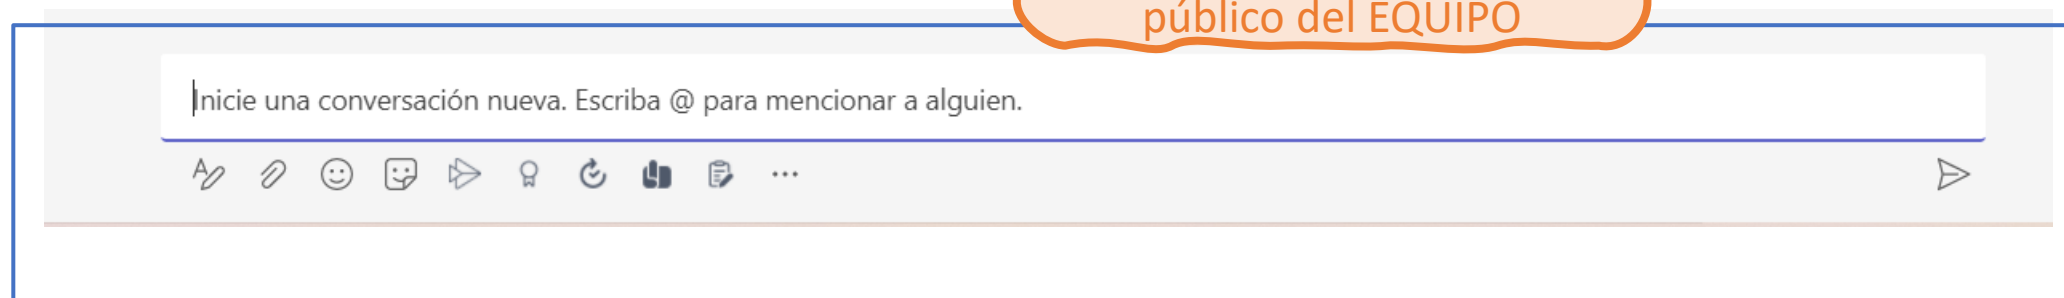 público del EQUIPO
Inicie una conversación nueva. Escriba @ para mencionar a alguien.